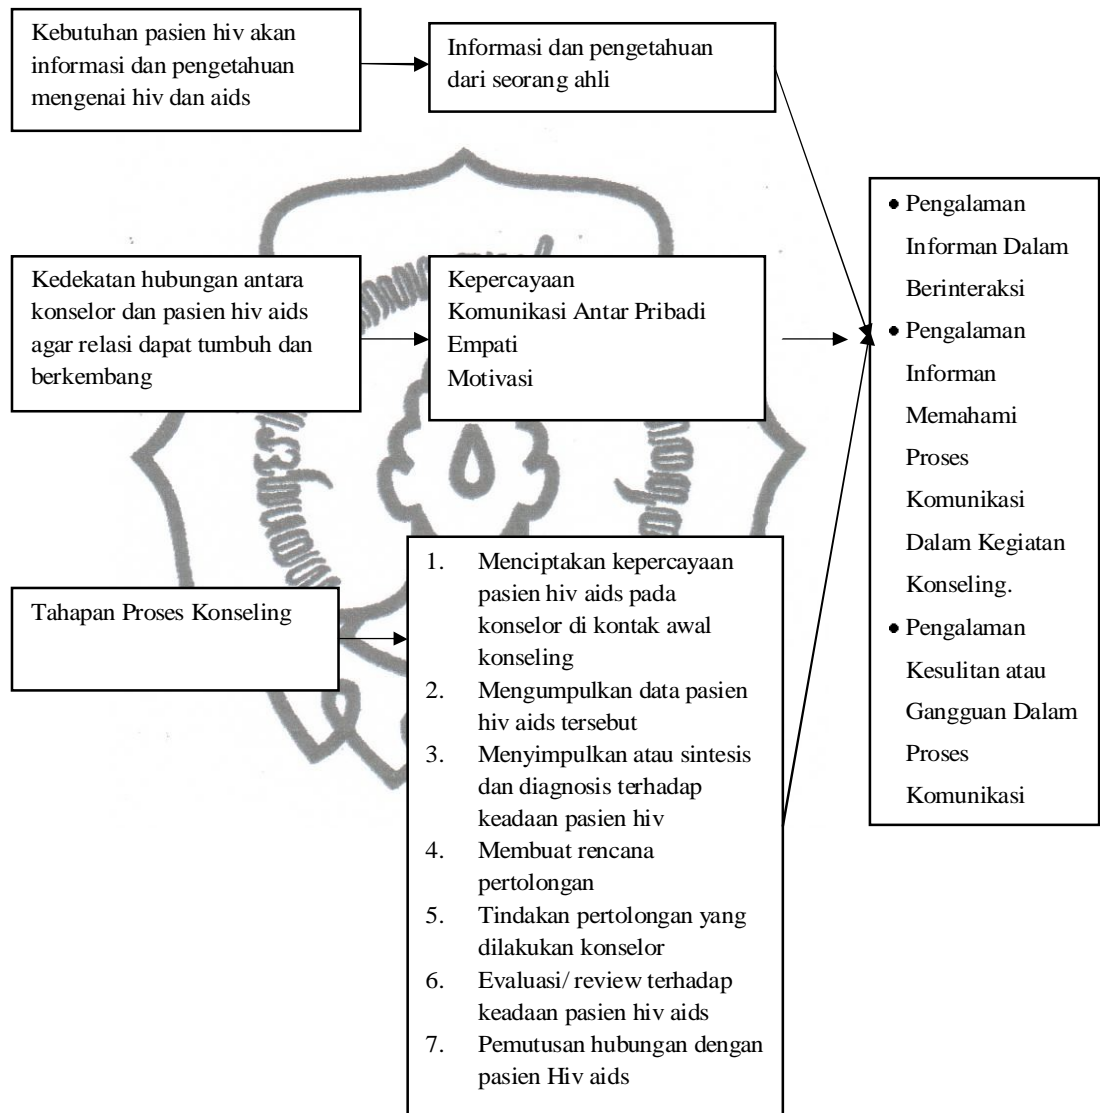 Kebutuhan pasien hiv akan
informasi dan pengetahuan
mengenai hiv dan aids
Informasi dan pengetahuan
dari seorang ahli
Kedekatan hubungan antara
konselor dan pasien hiv aids
agar relasi dapat tumbuh dan
berkembang
Kepercayaan
Komunikasi Antar Pribadi
Empati
Motivasi
Tahapan Proses Konseling
1. Menciptakan kepercayaan
pasien hiv aids pada
konselor di kontak awal
konseling
2. Mengumpulkan data pasien
hiv aids tersebut
3. Menyimpulkan atau sintesis
dan diagnosis terhadap
keadaan pasien hiv
4. Membuat rencana
pertolongan
5. Tindakan pertolongan yang
dilakukan konselor
6. Evaluasi/ review terhadap
keadaan pasien hiv aids
7. Pemutusan hubungan dengan
pasien Hiv aids
• Pengalaman
Informan Dalam
Berinteraksi
• Pengalaman
Informan
Memahami
Proses
Komunikasi
Dalam Kegiatan
Konseling.
• Pengalaman
Kesulitan atau
Gangguan Dalam
Proses
Komunikasi